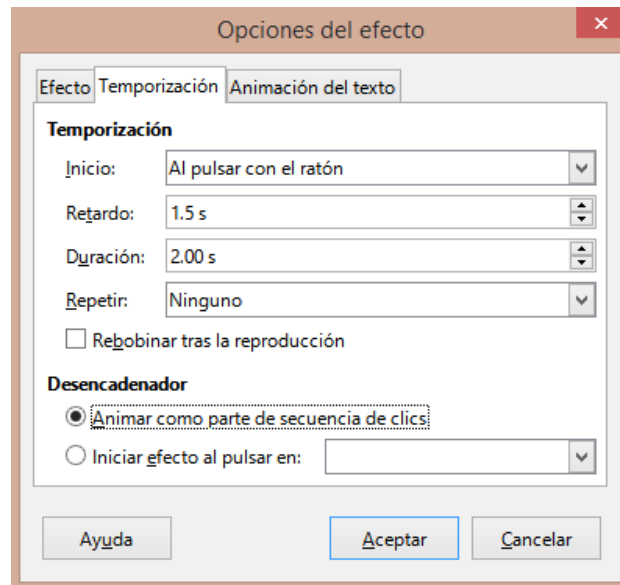 Opciones del efecto
Efecto Temporización Animación del texto
Temporización
Inicio: Al pulsar con el ratón
Retardo: 1.5 s
Duración: 2.00 s
Repetir: Ninguno
Rebobinar tras la reproducción
Desencadenador
Animar como parte de secuencia de clics
Iniciar efecto al pulsar en:
Ayuda Aceptar Cancelar